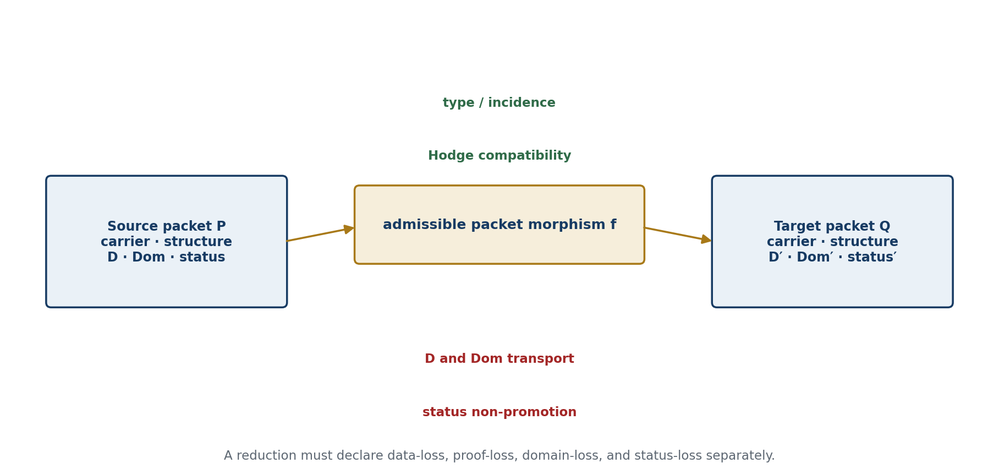 type / incidence
Hodge compatibility
Source packet P
carrier · structure
D · Dom · status
admissible packet morphism f
Target packet Q
carrier · structure
D′ · Dom′ · status′
D and Dom transport
status non-promotion
A reduction must declare data-loss, proof-loss, domain-loss, and status-loss separately.